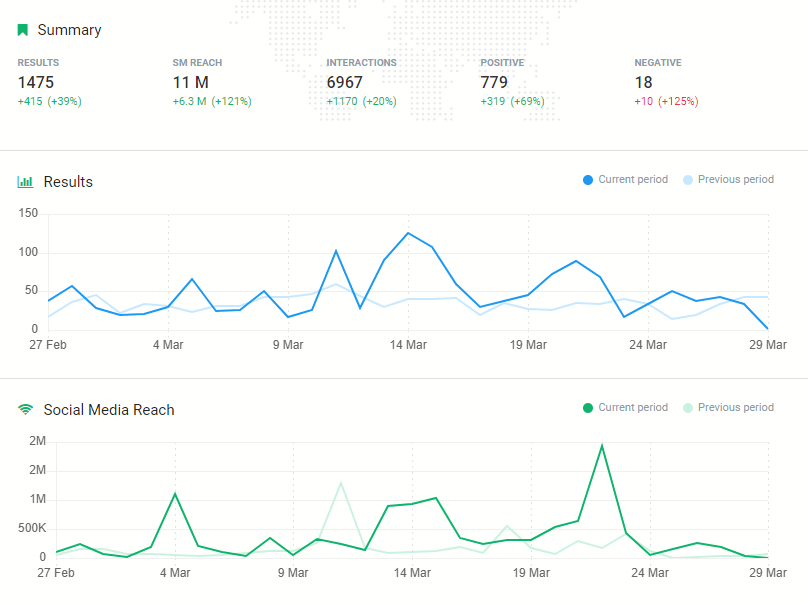 Summary
RESULTS SM REACH INTERACTIONS POSITIVE NEGATIVE
1475 11 M 6967 779 18
+415 (+39%) +6.3 M (+121%) +1170 (+20%) +319 (+69%) +10 (+125%)
Results Current period Previous period
150
100
50
0
27 Feb 4 Mar 9 Mar 14 Mar 19 Mar 24 Mar 29 Mar
Social Media Reach Current period Previous period
2M
2M
1M
500K
0
27 Feb 4 Mar 9 Mar 14 Mar 19 Mar 24 Mar 29 Mar